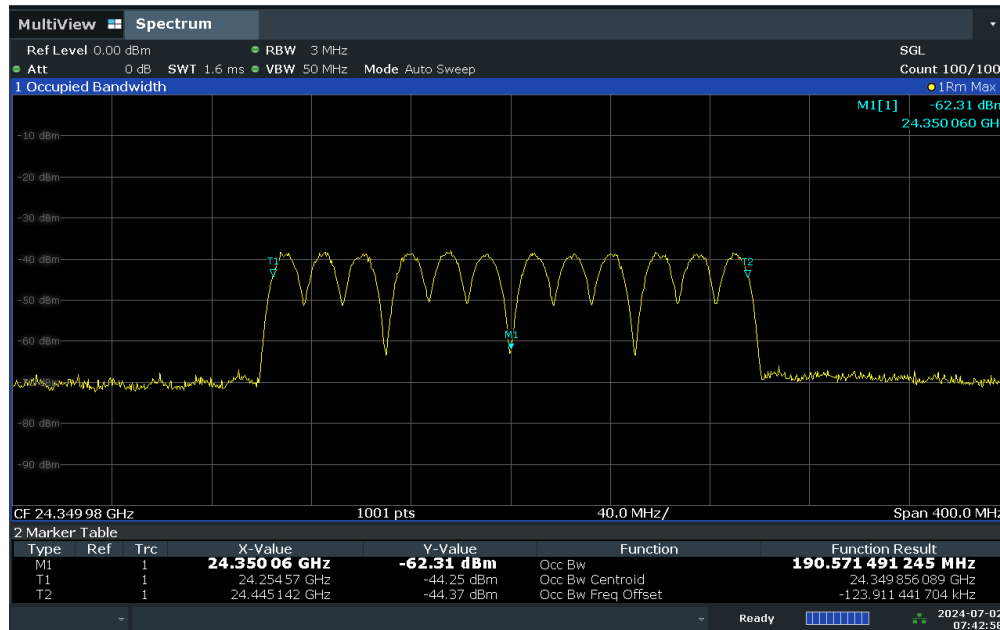 MultiView Spectrum
Ref Level 0.00 dBm RBW 3 MHz SGL
Att 0 dB SWT 1.6 ms VBW 50 MHz Mode Auto Sweep Count 100/100
1 Occupied Bandwidth 1Rm Max
M1[1] -62.31 dBm
24.350 060 GH
-10 dBm
-20 dBm
-30 dBm
-40 dBm
T1 T2
-50 dBm
-60 dBm
M1
-80 dBm
-90 dBm
CF 24.349 98 GHz 1001 pts 40.0 MHz/ Span 400.0 MHz
2 Marker Table
Type Ref Trc X-Value Y-Value Function Function Result
M1 1 24.350 06 GHz -62.31 dBm Occ Bw 190.571 491 245 MHz
T1 1 24.254 57 GHz -44.25 dBm Occ Bw Centroid 24.349 856 089 GHz
T2 1 24.445 142 GHz -44.37 dBm Occ Bw Freq Offset -123.911 441 704 kHz
Ready 2024-07-02
07:42:58